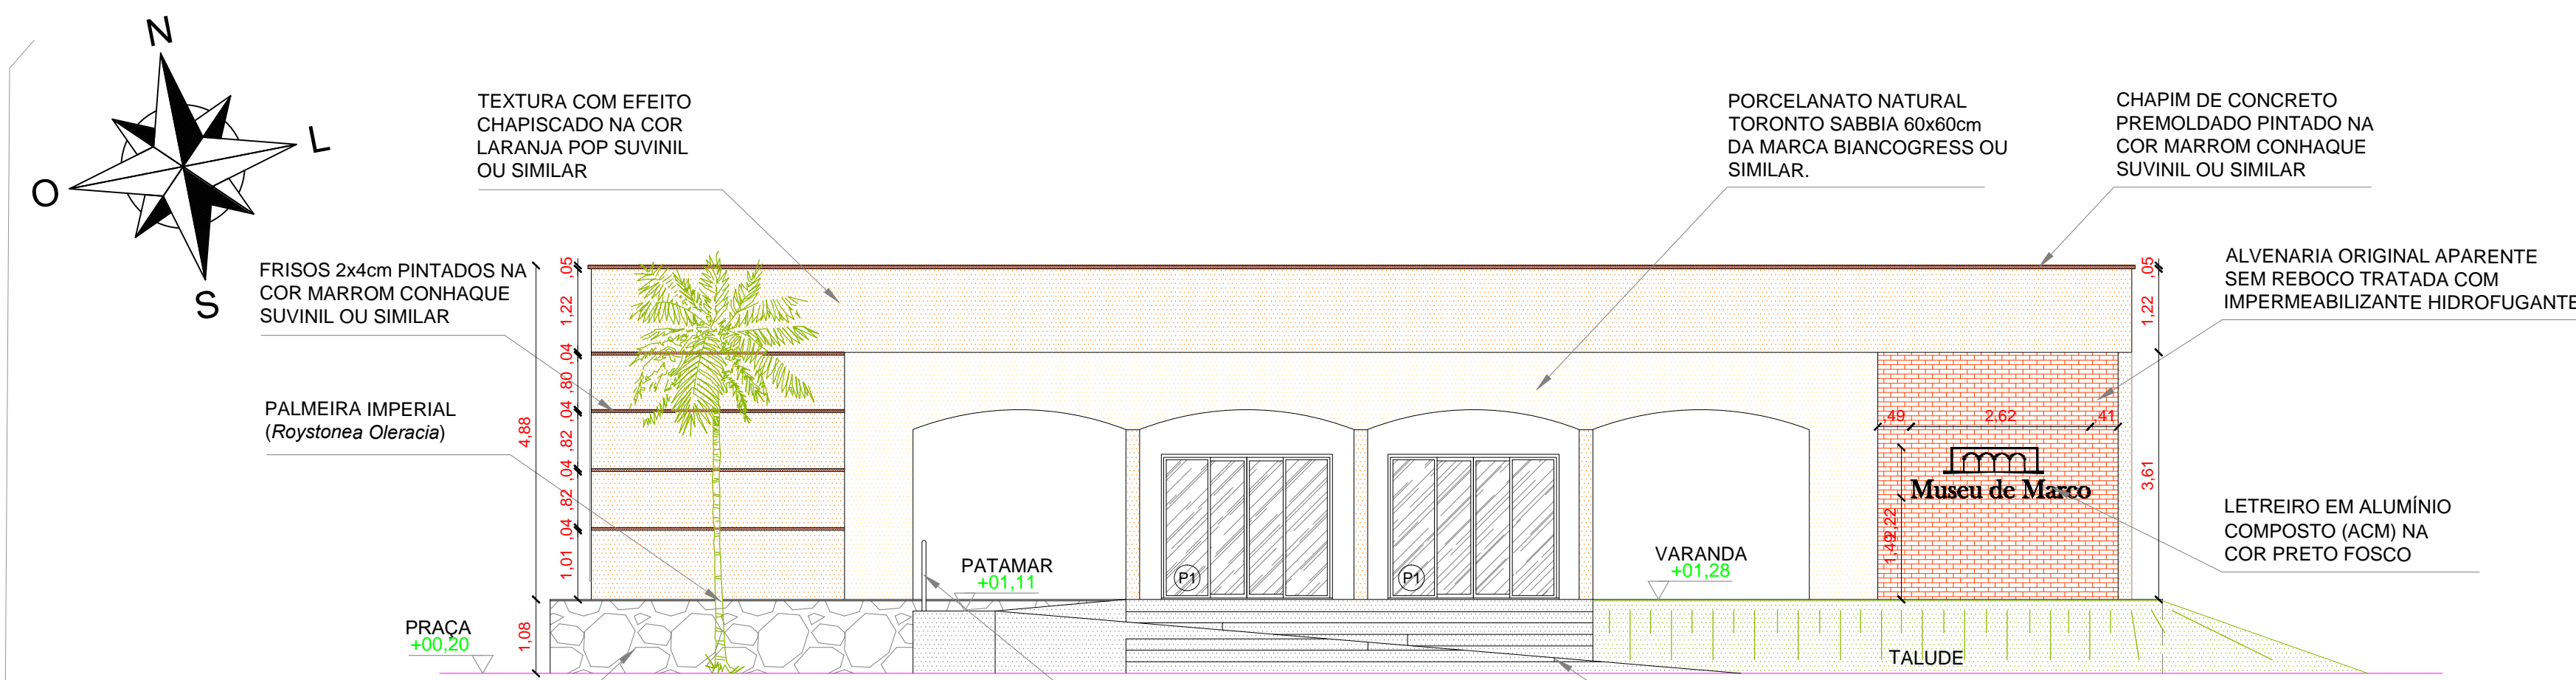 N
L
O
S
TEXTURA COM EFEITO
CHAPISCADO NA COR
LARANJA POP SUVINIL
OU SIMILAR
PORCELANATO NATURAL
TORONTO SABBIA 60x60cm
DA MARCA BIANCOGRESS OU
SIMILAR.
CHAPIM DE CONCRETO
PREMOLDADO PINTADO NA
COR MARROM CONHAQUE
SUVINIL OU SIMILAR
FRISOS 2x4cm PINTADOS NA
COR MARROM CONHAQUE
SUVINIL OU SIMILAR
ALVENARIA ORIGINAL APARENTE
SEM REBOCO TRATADA COM
IMPERMEABILIZANTE HIDROFUGANTE
PALMEIRA IMPERIAL
(Roystonea Oleracia)
4,88
1,08
,05
1,22
,04
,80
,04
,82
,04
,82
,04
1,01
,05
1,22
3,61
,49 2,62 ,41
Museu de Marco
1,49
2,22
LETREIRO EM ALUMÍNIO
COMPOSTO (ACM) NA
COR PRETO FOSCO
PATAMAR
+01,11
P1
P1
VARANDA
+01,28
PRAÇA
+00,20
TALUDE